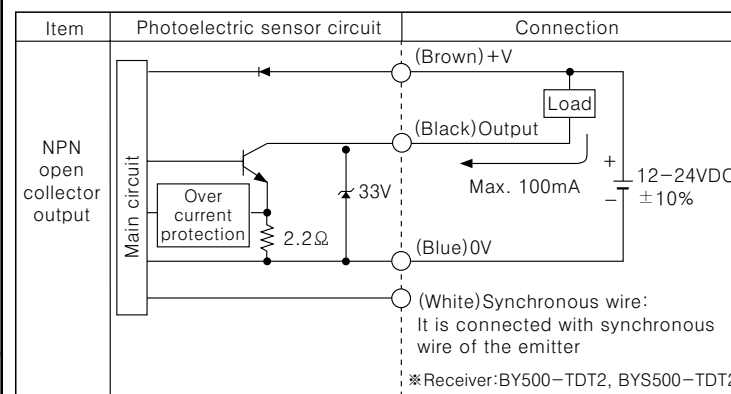 Item
Photoelectric sensor circuit
Connection
NPN
open
collector
output
Main circuit
Over
current
protection
2.2Ω
33V
(Brown)+V
Load
(Black)Output
Max. 100mA
+
12-24VDC
−
±10%
(Blue)0V
(White)Synchronous wire:
It is connected with synchronous
wire of the emitter
※Receiver:BY500-TDT2, BYS500-TDT2